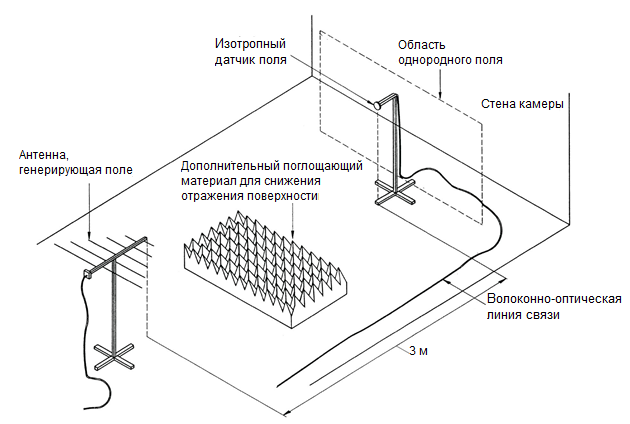 Изотропный
датчик поля
Область
однородного поля
Стена камеры
Антенна,
генерирующая поле
Дополнительный поглощающий
материал для снижения
отражения поверхности
Волоконно-оптическая
линия связи
3 м